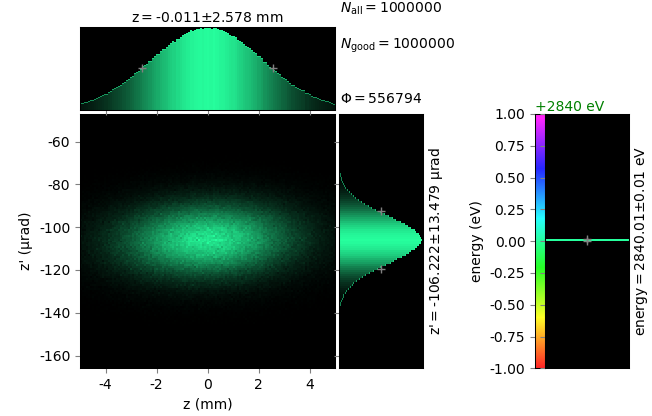 z = -0.011±2.578 mm
N_all = 1000000
N_good = 1000000
Φ = 556794
+2840 eV
-60
-80
-100
-120
-140
-160
z' (μrad)
-4
-2
0
2
4
z (mm)
z' = -106.222±13.479 μrad
1.00
0.75
0.50
0.25
0.00
-0.25
-0.50
-0.75
-1.00
energy (eV)
energy = 2840.01±0.01 eV